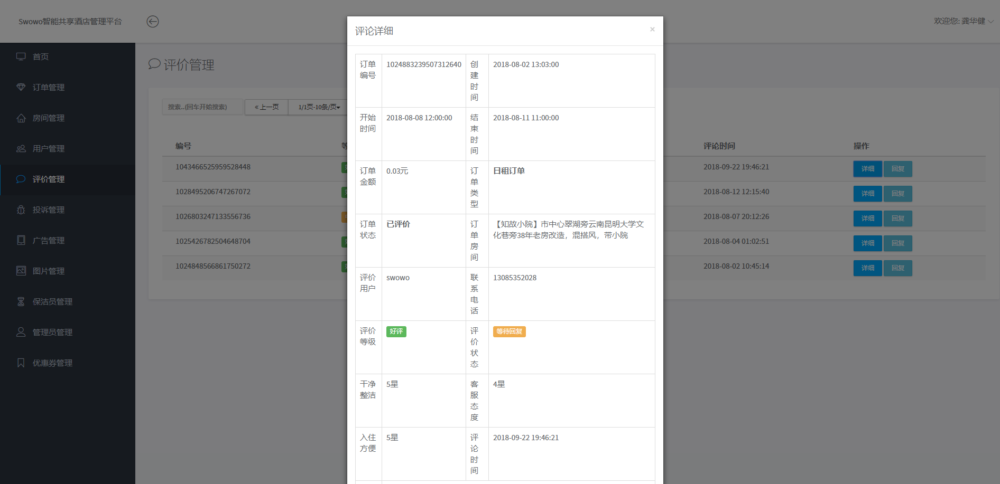 Swowo智能共享酒店管理平台
欢迎您: 龚华健
首页
订单管理
房间管理
用户管理
评价管理
投诉管理
广告管理
图片管理
保洁员管理
管理员管理
优惠券管理
评价管理
搜索..(回车开始搜索)
«上一页
1/1页-10条/页
编号
评论时间
操作
1043466525959528448
2018-09-22 19:46:21
详细
回复
1028495206747267072
2018-08-12 12:15:40
详细
回复
1026803247133556736
2018-08-07 20:12:26
详细
回复
1025426782504648704
2018-08-04 01:02:51
详细
回复
1024848566861750272
2018-08-02 10:45:14
详细
回复
评论详细
×
订单
编号
1024883239507312640
创
建
时
间
2018-08-02 13:03:00
开始
时间
2018-08-08 12:00:00
结
束
时
间
2018-08-11 11:00:00
订单
金额
0.03元
订
单
类
型
日租订单
订单
状态
已评价
订
单
房
间
【知故小院】市中心翠湖旁云南昆明大学文
化巷旁38年老房改造，混搭风，带小院
评价
用户
swowo
联
系
电
话
13085352028
评价
等级
好评
评
价
状
态
等待回复
干净
整洁
5星
客
服
态
度
4星
入住
方便
5星
评
论
时
间
2018-09-22 19:46:21